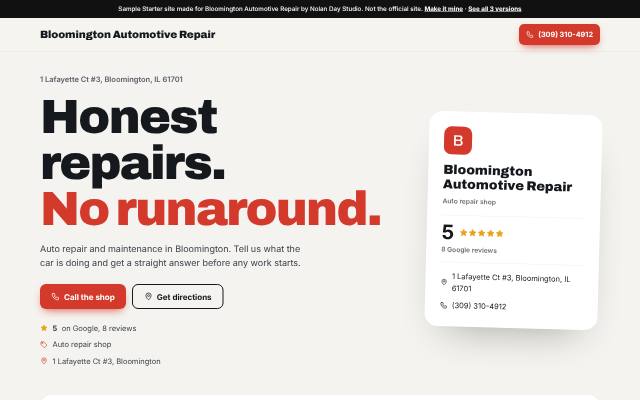 Sample Starter site made for Bloomington Automotive Repair by Nolan Day Studio. Not the official site. Make it mine · See all 3 versions
Bloomington Automotive Repair
(309) 310-4912
1 Lafayette Ct #3, Bloomington, IL 61701
Honest
repairs.
No runaround.
Auto repair and maintenance in Bloomington. Tell us what the
car is doing and get a straight answer before any work starts.
Call the shop
Get directions
5 on Google, 8 reviews
Auto repair shop
1 Lafayette Ct #3, Bloomington
B
Bloomington
Automotive Repair
Auto repair shop
5
8 Google reviews
1 Lafayette Ct #3, Bloomington, IL
61701
(309) 310-4912